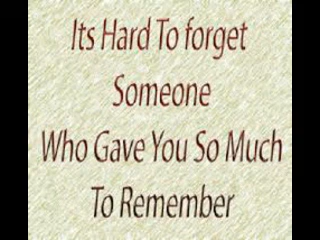 Its Hard To forget
Someone
Who Gave You So Much
To Remember